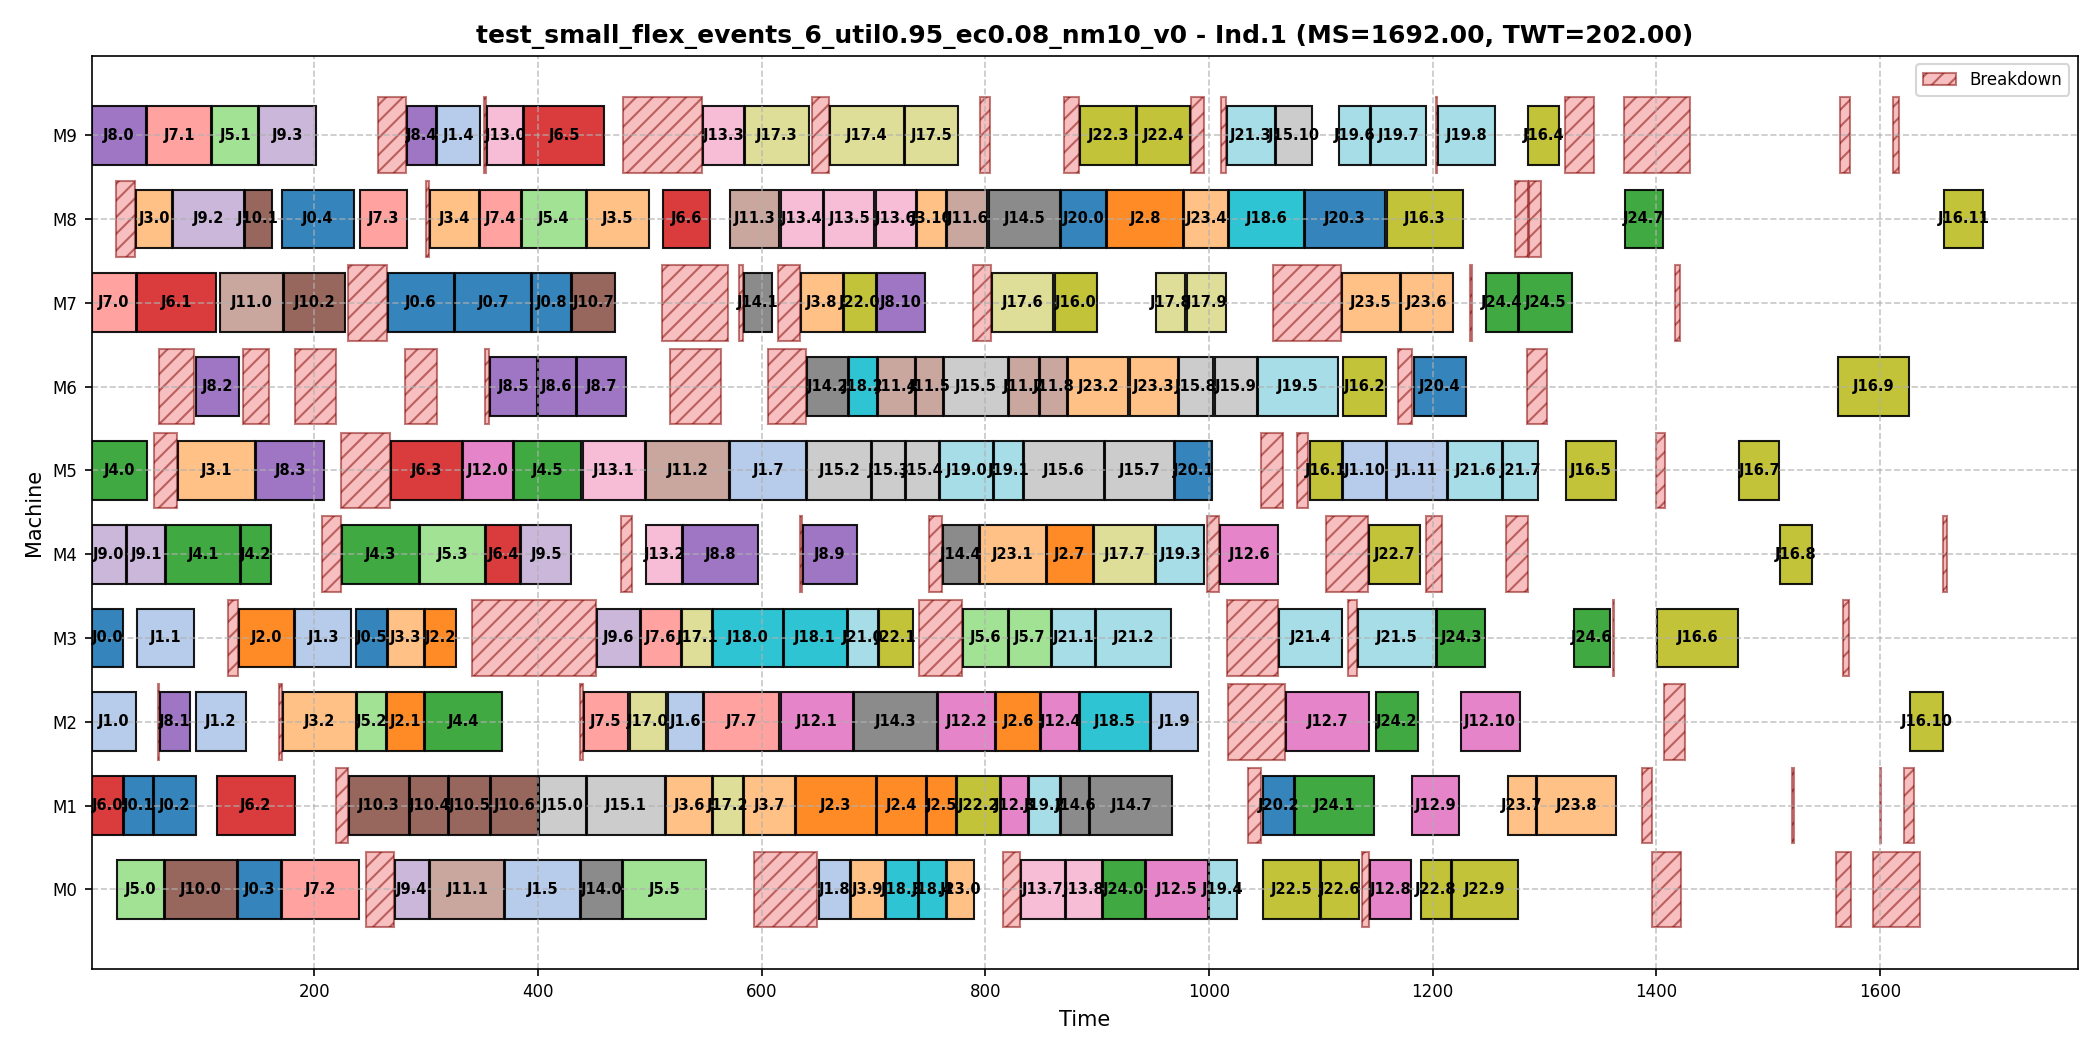 test_small_flex_events_6_util0.95_ec0.08_nm10_v0 - Ind.1 (MS=1692.00, TWT=202.00)
Breakdown
M9 J8.0 J7.1 J5.1 J9.3 J8.4 J1.4 J13.0 J6.5 J13.3 J17.3 J17.4 J17.5 J22.3 J22.4 J21.3 J15.10 J19.6 J19.7 J19.8 J16.4
M8 J3.0 J9.2 J10.1 J0.4 J7.3 J3.4 J7.4 J5.4 J3.5 J6.6 J11.3 J13.4 J13.5 J13.6 J3.10 J11.6 J14.5 J20.0 J2.8 J23.4 J18.6 J20.3 J16.3 J24.7 J16.11
M7 J7.0 J6.1 J11.0 J10.2 J0.6 J0.7 J0.8 J10.7 J14.1 J3.8 J22.0 J8.10 J17.6 J16.0 J17.8 J17.9 J23.5 J23.6 J24.4 J24.5
M6 J8.2 J8.5 J8.6 J8.7 J14.2 J18.2 J11.4 J11.5 J15.5 J11.7 J11.8 J23.2 J23.3 J15.8 J15.9 J19.5 J16.2 J20.4 J16.9
M5 J4.0 J3.1 J8.3 J6.3 J12.0 J4.5 J13.1 J11.2 J1.7 J15.2 J15.3 J15.4 J19.0 J19.1 J15.6 J15.7 J20.1 J16.1 J1.10 J1.11 J21.6 J21.7 J16.5 J16.7
M4 J9.0 J9.1 J4.1 J4.2 J4.3 J5.3 J6.4 J9.5 J13.2 J8.8 J8.9 J14.4 J23.1 J2.7 J17.7 J19.3 J12.6 J22.7 J16.8
M3 J0.0 J1.1 J2.0 J1.3 J0.5 J3.3 J2.2 J9.6 J7.6 J17.1 J18.0 J18.1 J21.0 J22.1 J5.6 J5.7 J21.1 J21.2 J21.4 J21.5 J24.3 J24.6 J16.6
M2 J1.0 J8.1 J1.2 J3.2 J5.2 J2.1 J4.4 J7.5 J17.0 J1.6 J7.7 J12.1 J14.3 J12.2 J2.6 J12.4 J18.5 J1.9 J12.7 J24.2 J12.10 J16.10
M1 J6.0 J0.1 J0.2 J6.2 J10.3 J10.4 J10.5 J10.6 J15.0 J15.1 J3.6 J17.2 J3.7 J2.3 J2.4 J2.5 J22.2 J12.3 J19.2 J14.6 J14.7 J20.2 J24.1 J12.9 J23.7 J23.8
M0 J5.0 J10.0 J0.3 J7.2 J9.4 J11.1 J1.5 J14.0 J5.5 J1.8 J3.9 J18.3 J18.4 J23.0 J13.7 J13.8 J24.0 J12.5 J19.4 J22.5 J22.6 J12.8 J22.8 J22.9
200 400 600 800 1000 1200 1400 1600
Time
Machine